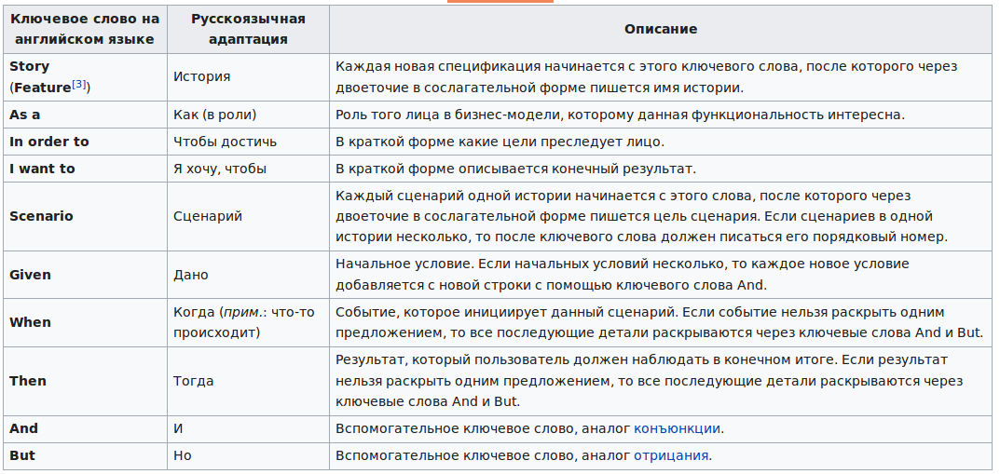 Ключевое слово на
английском языке
Русскоязычная
адаптация
Описание
Story
(Feature[3])
История
Каждая новая спецификация начинается с этого ключевого слова, после которого через
двоеточие в сослагательной форме пишется имя истории.
As a
Как (в роли)
Роль того лица в бизнес-модели, которому данная функциональность интересна.
In order to
Чтобы достичь
В краткой форме какие цели преследует лицо.
I want to
Я хочу, чтобы
В краткой форме описывается конечный результат.
Scenario
Сценарий
Каждый сценарий одной истории начинается с этого слова, после которого через
двоеточие в сослагательной форме пишется цель сценария. Если сценариев в одной
истории несколько, то после ключевого слова должен писаться его порядковый номер.
Given
Дано
Начальное условие. Если начальных условий несколько, то каждое новое условие
добавляется с новой строки с помощью ключевого слова And.
When
Когда (прим.: что-то
происходит)
Событие, которое инициирует данный сценарий. Если событие нельзя раскрыть одним
предложением, то все последующие детали раскрываются через ключевые слова And и But.
Then
Тогда
Результат, который пользователь должен наблюдать в конечном итоге. Если результат
нельзя раскрыть одним предложением, то все последующие детали раскрываются через
ключевые слова And и But.
And
И
Вспомогательное ключевое слово, аналог конъюнкции.
But
Но
Вспомогательное ключевое слово, аналог отрицания.